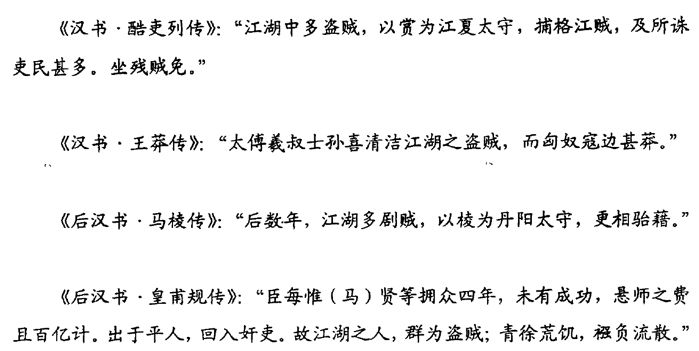 《汉书·酷吏列传》：“江湖中多盗贼，以赏为江夏太守，捕格江贼，及所诛
吏民甚多。坐残贼免。”
《汉书·王莽传》：“太傅羲叔士孙喜清洁江湖之盗贼，而匈奴寇边甚莽。”
《后汉书·马棱传》：“后数年，江湖多剧贼，以棱为丹阳太守，更相骀藉。”
《后汉书·皇甫规传》：“臣每惟（马）贤等拥众四年，未有成功，悬师之费
且百亿计。出于平人，回入奸吏。故江湖之人，群为盗贼；青徐荒饥，襁负流散。”